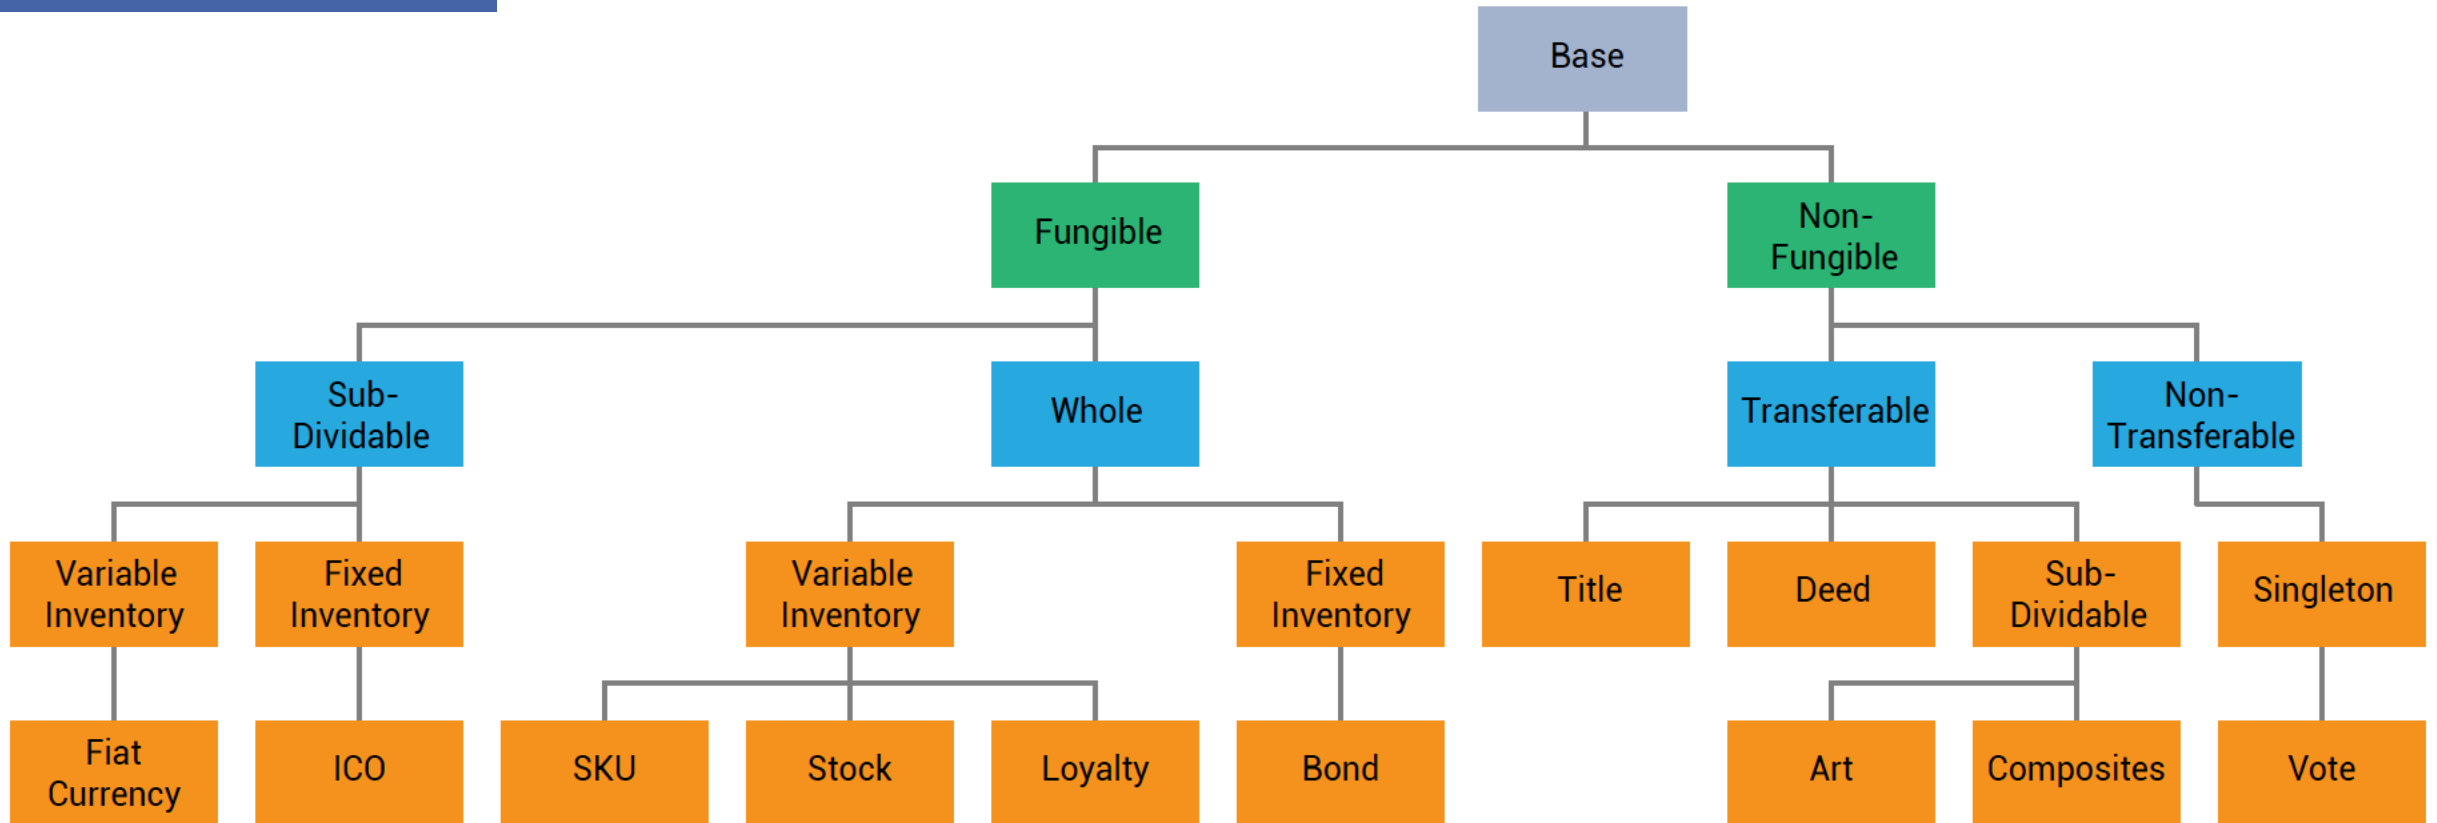 Base
Fungible
Non-
Fungible
Sub-
Dividable
Whole
Transferable
Non-
Transferable
Variable
Inventory
Fixed
Inventory
Variable
Inventory
Fixed
Inventory
Title
Deed
Sub-
Dividable
Singleton
Fiat
Currency
ICO
SKU
Stock
Loyalty
Bond
Art
Composites
Vote